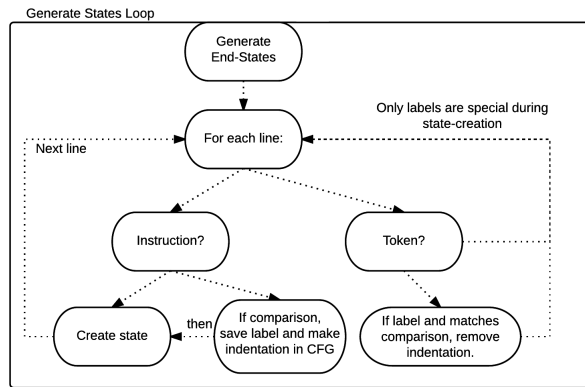 Generate States Loop
Generate
End-States
Only labels are special during
state-creation
For each line:
Next line
Instruction?
Token?
Create state
then
If comparison,
save label and make
indentation in CFG
If label and matches
comparison, remove
indentation.